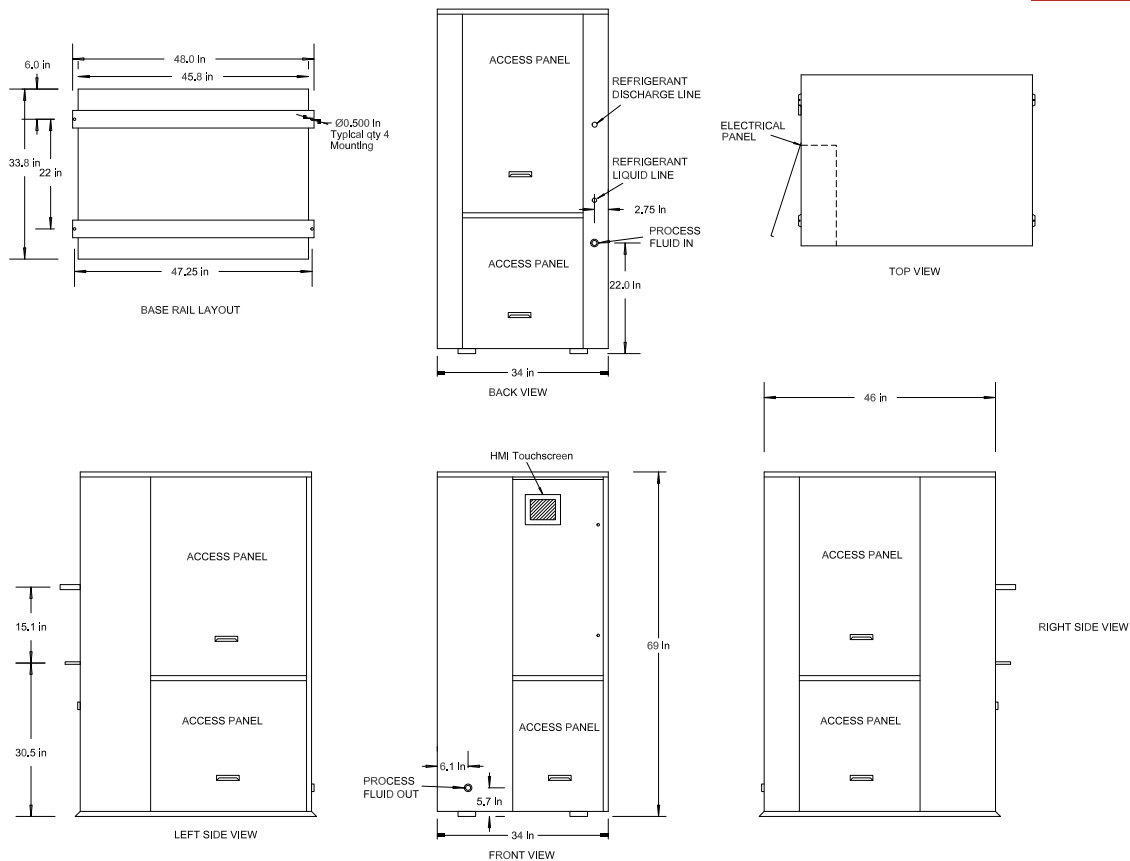 48.0 in
6.0 in
45.8 in
Ø0.500 in
Typical qty 4
Mounting
33.8 in
22 in
47.25 in
BASE RAIL LAYOUT
ACCESS PANEL
REFRIGERANT
DISCHARGE LINE
REFRIGERANT
LIQUID LINE
2.75 in
PROCESS
FLUID IN
ACCESS PANEL
22.0 in
34 in
BACK VIEW
ELECTRICAL
PANEL
TOP VIEW
ACCESS PANEL
15.1 in
ACCESS PANEL
30.5 in
LEFT SIDE VIEW
HMI Touchscreen
69 in
ACCESS PANEL
6.1 in
PROCESS
FLUID OUT
5.7 in
34 in
FRONT VIEW
46 in
ACCESS PANEL
RIGHT SIDE VIEW
ACCESS PANEL